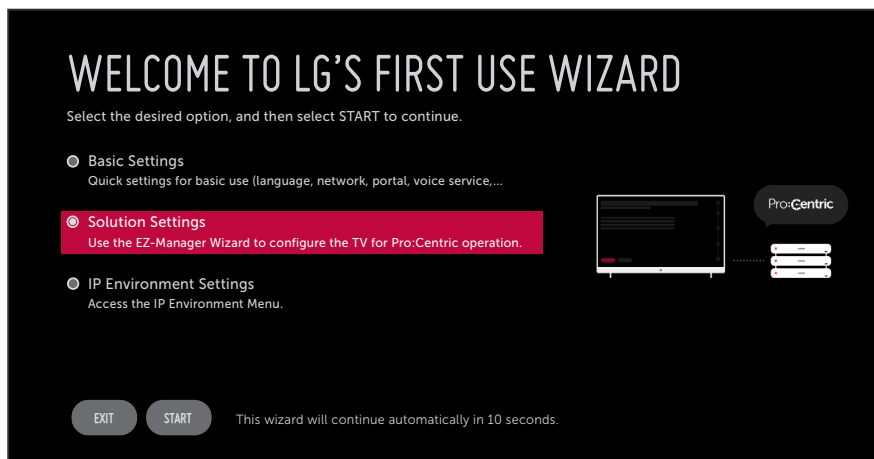 WELCOME TO LG'S FIRST USE WIZARD
Select the desired option, and then select START to continue.
Basic Settings
Quick settings for basic use (language, network, portal, voice service,...
Solution Settings
Use the EZ-Manager Wizard to configure the TV for Pro:Centric operation.
Pro:Centric
IP Environment Settings
Access the IP Environment Menu.
EXIT START This wizard will continue automatically in 10 seconds.